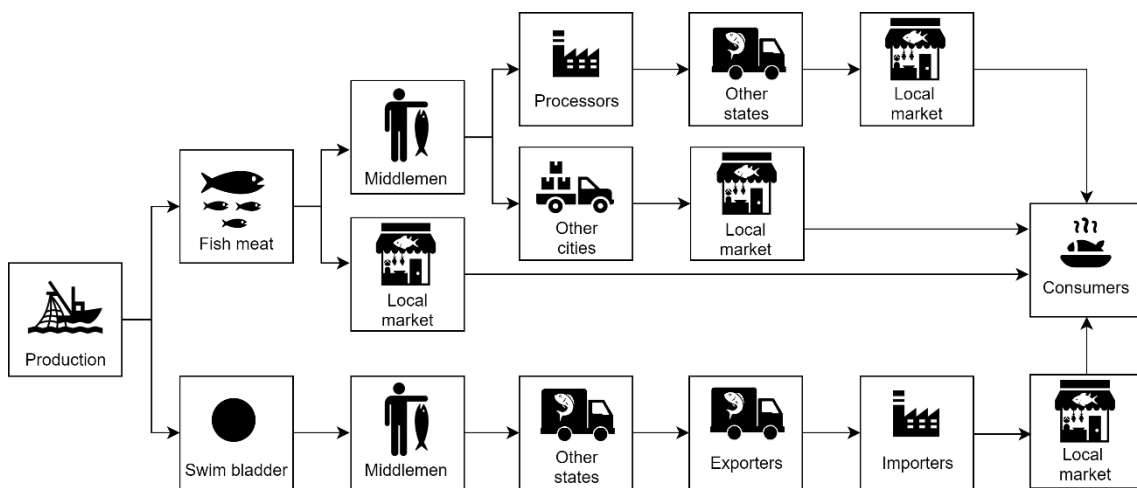 Processors
Other
states
Local
market
Middlemen
Fish meat
Other
cities
Local
market
Local
market
Consumers
Production
Swim bladder
Middlemen
Other
states
Exporters
Importers
Local
market